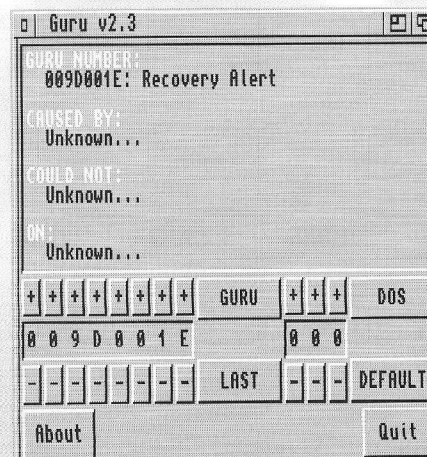 Guru v2.3
GURU NUMBER:
009D001E: Recovery Alert
CAUSED BY:
Unknown...
COULD NOT:
Unknown...
ON:
Unknown...
+ + + + + + + + GURU + + + DOS
0 0 9 D 0 0 1 E 0 0 0
- - - - - - - - LAST - - - DEFAULT
About Quit